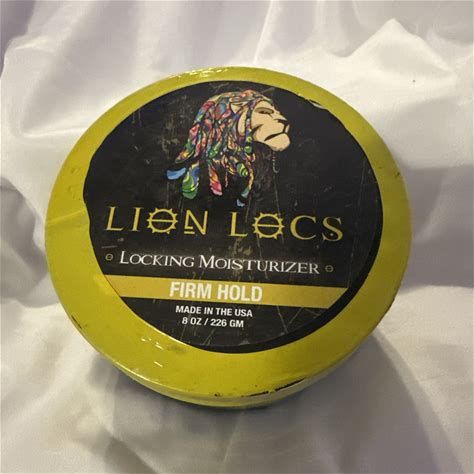 LION LOCS
LOCKING MOISTURIZER
FIRM HOLD
MADE IN THE USA
8 OZ / 226 GM